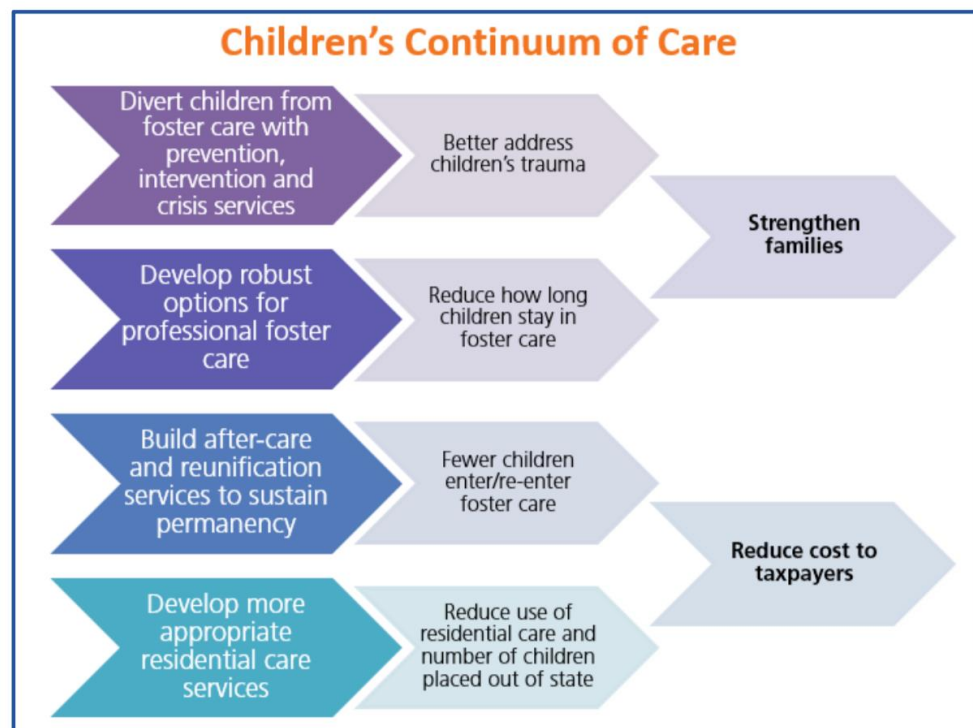 Children's Continuum of Care
Divert children from
foster care with
prevention,
intervention and
crisis services
Better address
children's trauma
Strengthen
families
Develop robust
options for
professional foster
care
Reduce how long
children stay in
foster care
Build after-care
and reunification
services to sustain
permanency
Fewer children
enter/re-enter
foster care
Reduce cost to
taxpayers
Develop more
appropriate
residential care
services
Reduce use of
residential care and
number of children
placed out of state